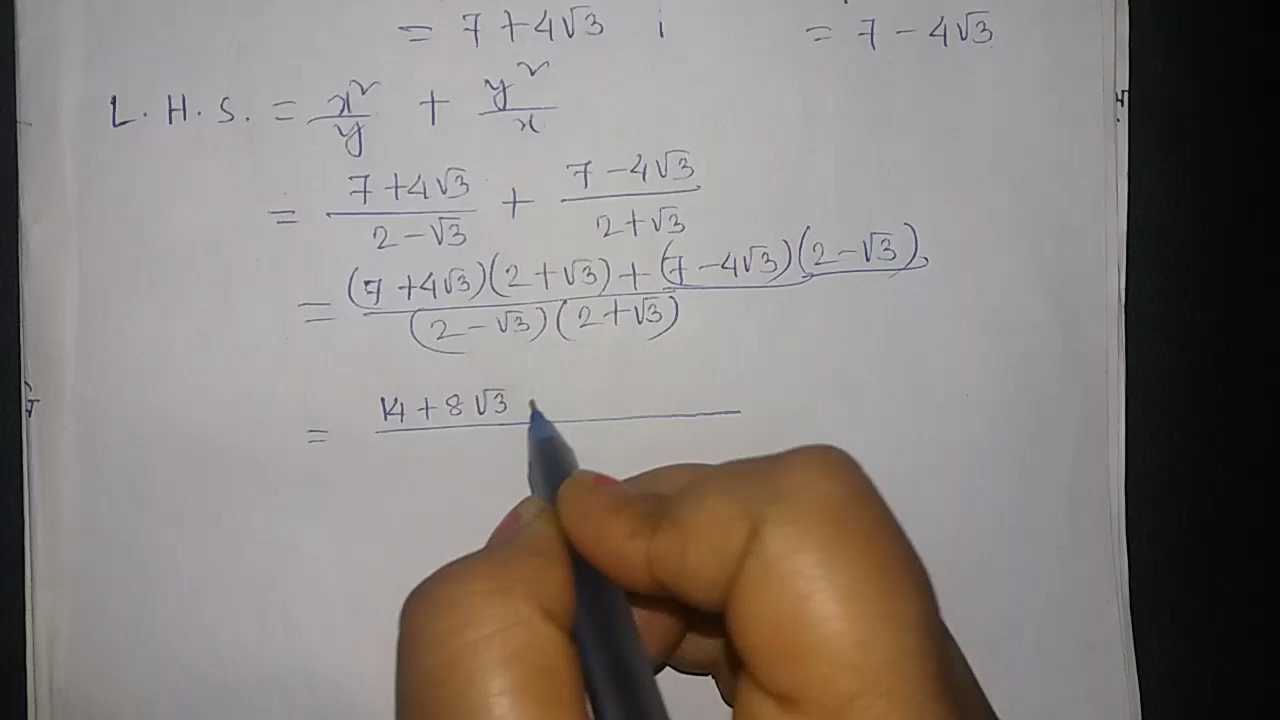 = 7 + 4√3 ; = 7 - 4√3
L.H.S. = x²/y + y²/x
= (7 + 4√3)/(2 - √3) + (7 - 4√3)/(2 + √3)
= (7 + 4√3)(2 + √3) + (7 - 4√3)(2 - √3) / (2 - √3)(2 + √3)
= 14 + 8√3